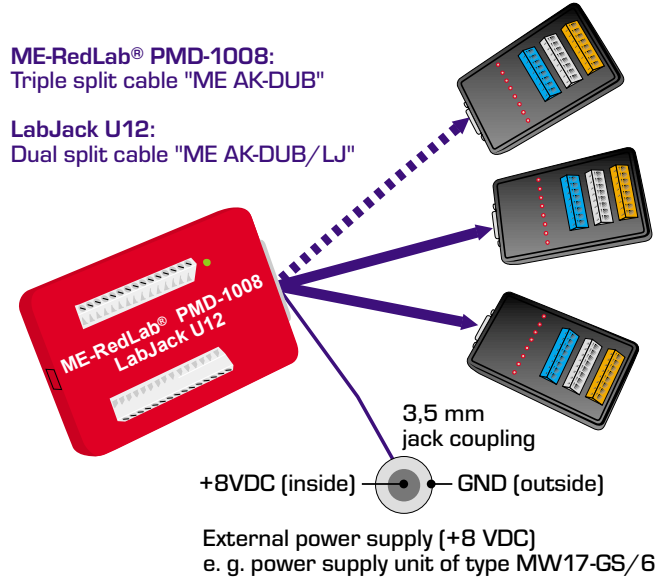 ME-RedLab® PMD-1008:
Triple split cable "ME AK-DUB"
LabJack U12:
Dual split cable "ME AK-DUB/LJ"
ME-RedLab® PMD-1008
LabJack U12
3,5 mm
jack coupling
+8VDC (inside)
GND (outside)
External power supply (+8 VDC)
e. g. power supply unit of type MW17-GS/6